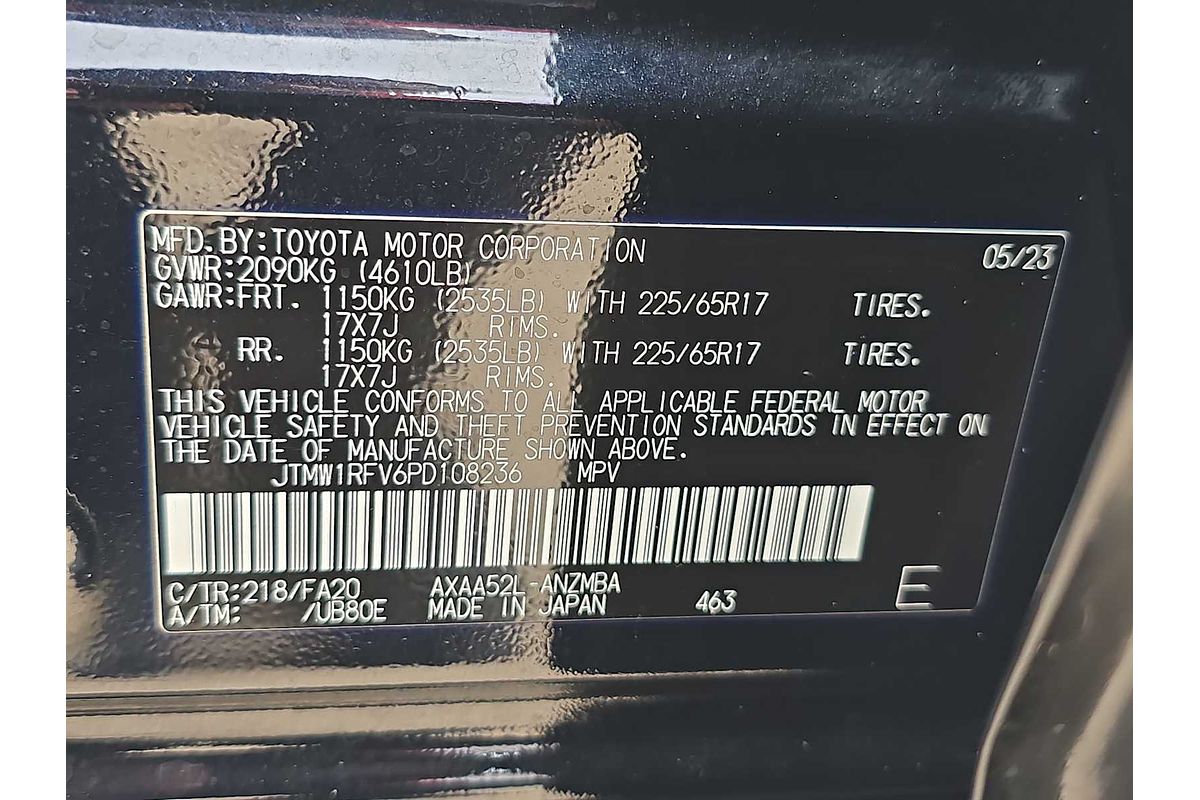 MFD. BY: TOYOTA MOTOR CORPORATION 05/23
GVWR: 2090KG (4610LB)
GAWR: FRT. 1150KG (2535LB) WITH 225/65R17 TIRES.
17X7J RIMS.
RR. 1150KG (2535LB) WITH 225/65R17 TIRES.
17X7J RIMS.
THIS VEHICLE CONFORMS TO ALL APPLICABLE FEDERAL MOTOR
VEHICLE SAFETY AND THEFT PREVENTION STANDARDS IN EFFECT ON
THE DATE OF MANUFACTURE SHOWN ABOVE.
JTMW1RFV6PD108236 MPV
C/TR: 218/FA20 AXAA52L-ANZMBA
A/TM: /UB80E MADE IN JAPAN 463 E